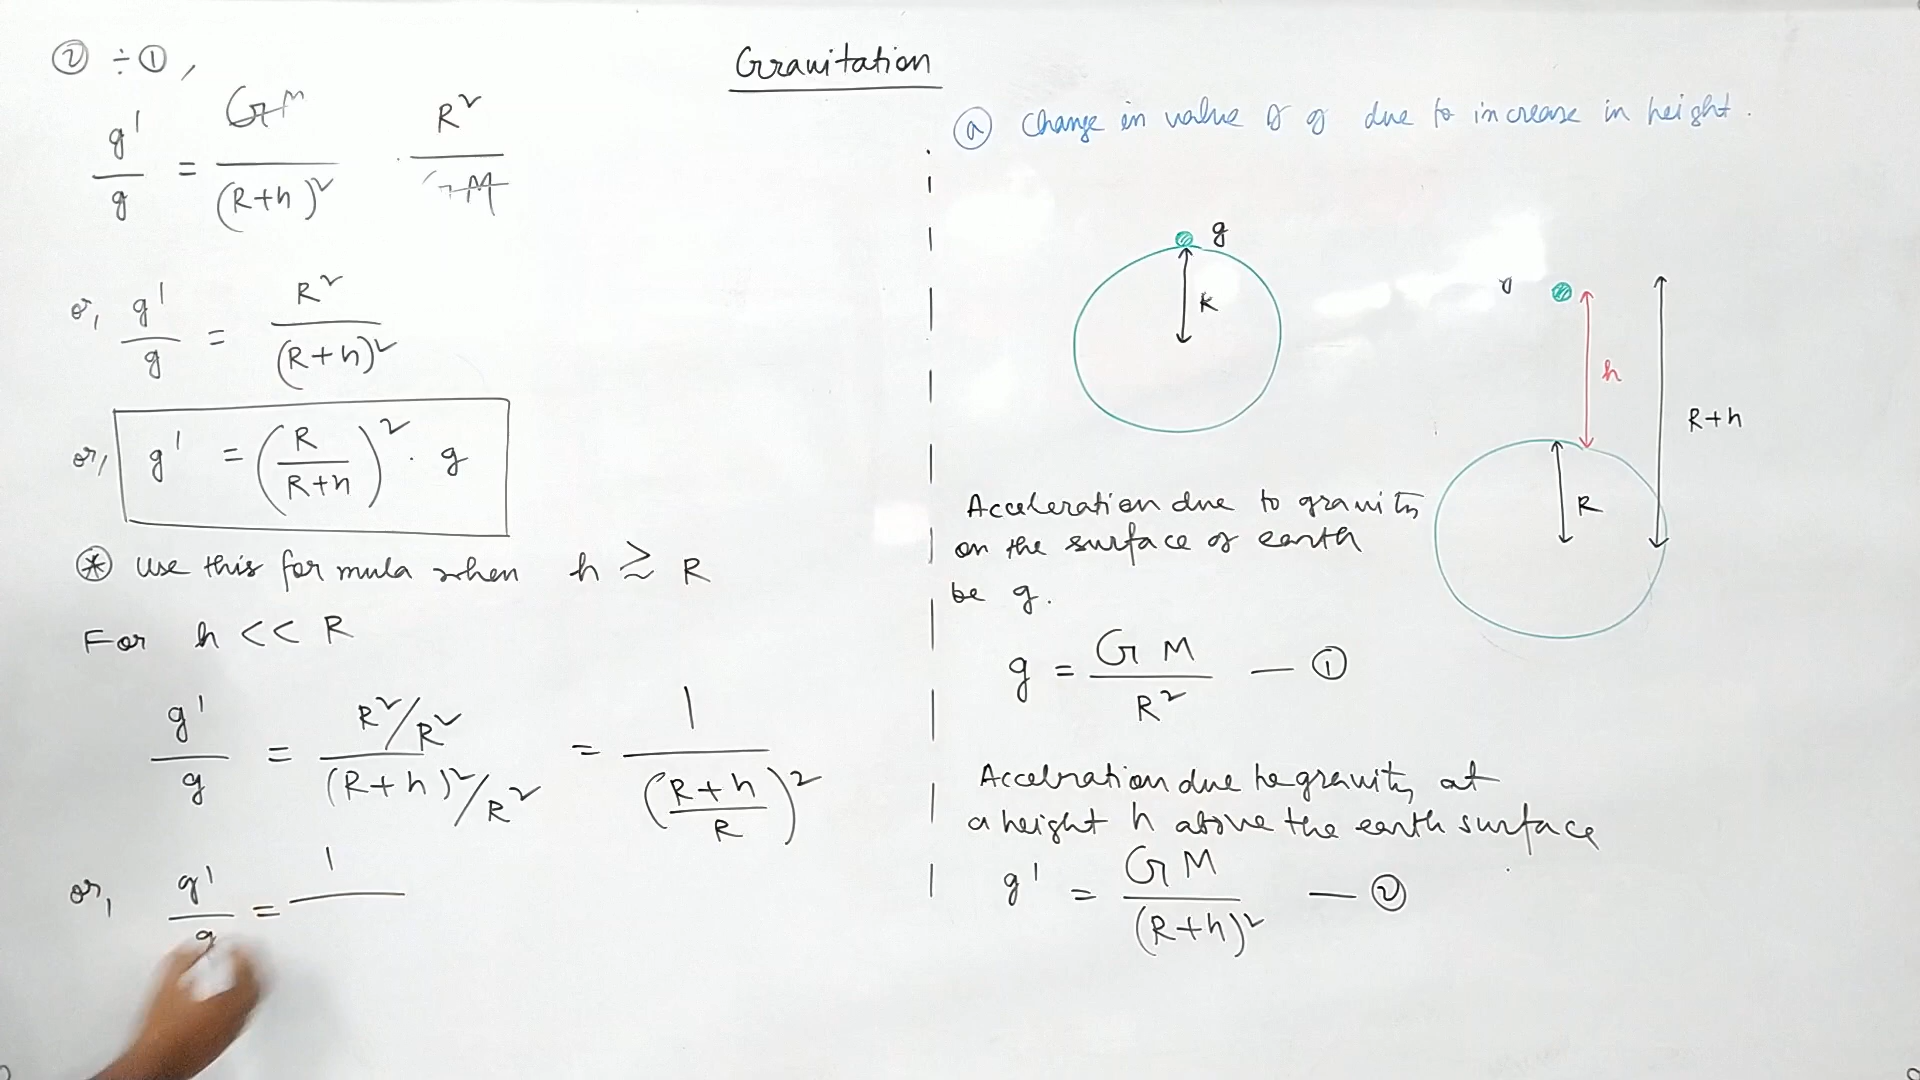 Gravitation
② ÷ ①,
g'/g = GM/(R+h)² · R²/GM
or, g'/g = R²/(R+h)²
or, g' = (R/(R+h))² · g
⊛ Use this formula when h ≳ R
For h << R
g'/g = (R²/R²)/((R+h)²/R²) = 1/((R+h)/R)²
or, g'/g = 1/
ⓐ Change in value of g due to increase in height.
g
R
h
R+h
R
Acceleration due to gravity
on the surface of earth
be g.
g = GM/R² — ①
Acceleration due to gravity at
a height h above the earth surface
g' = GM/(R+h)² — ②